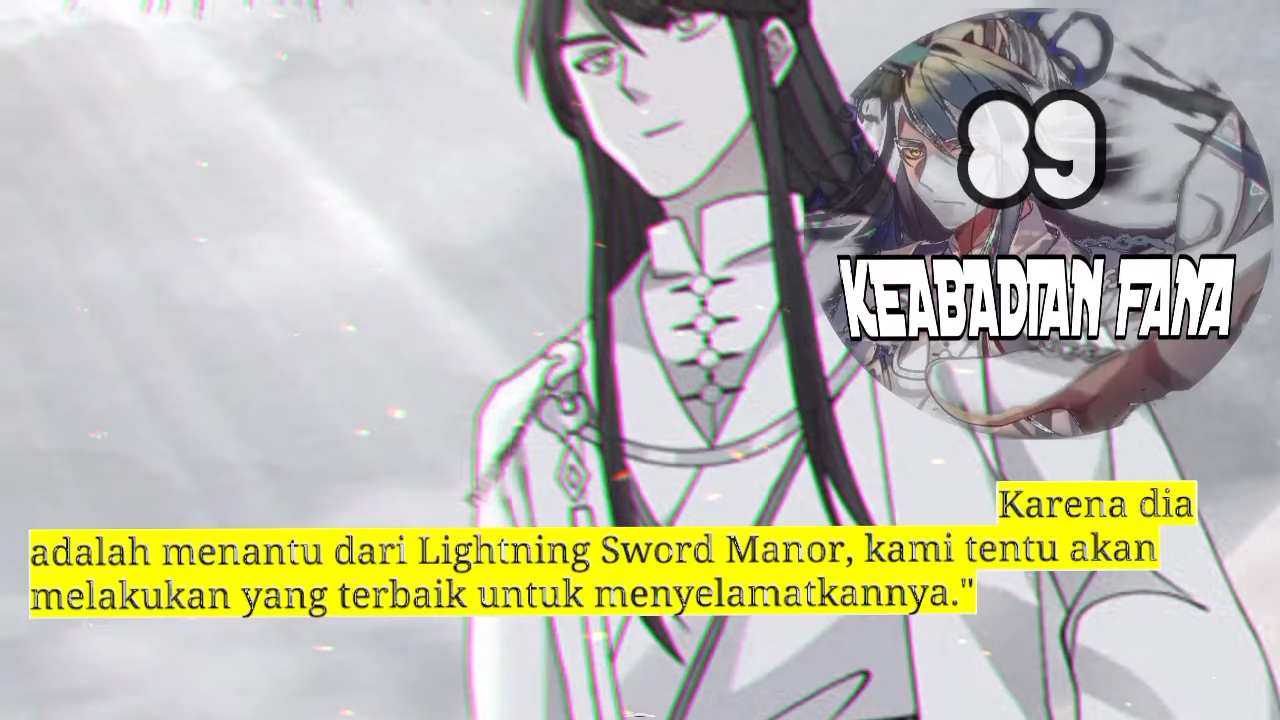 89
KEABADIAN FANA
Karena dia
adalah menantu dari Lightning Sword Manor, kami tentu akan
melakukan yang terbaik untuk menyelamatkannya."